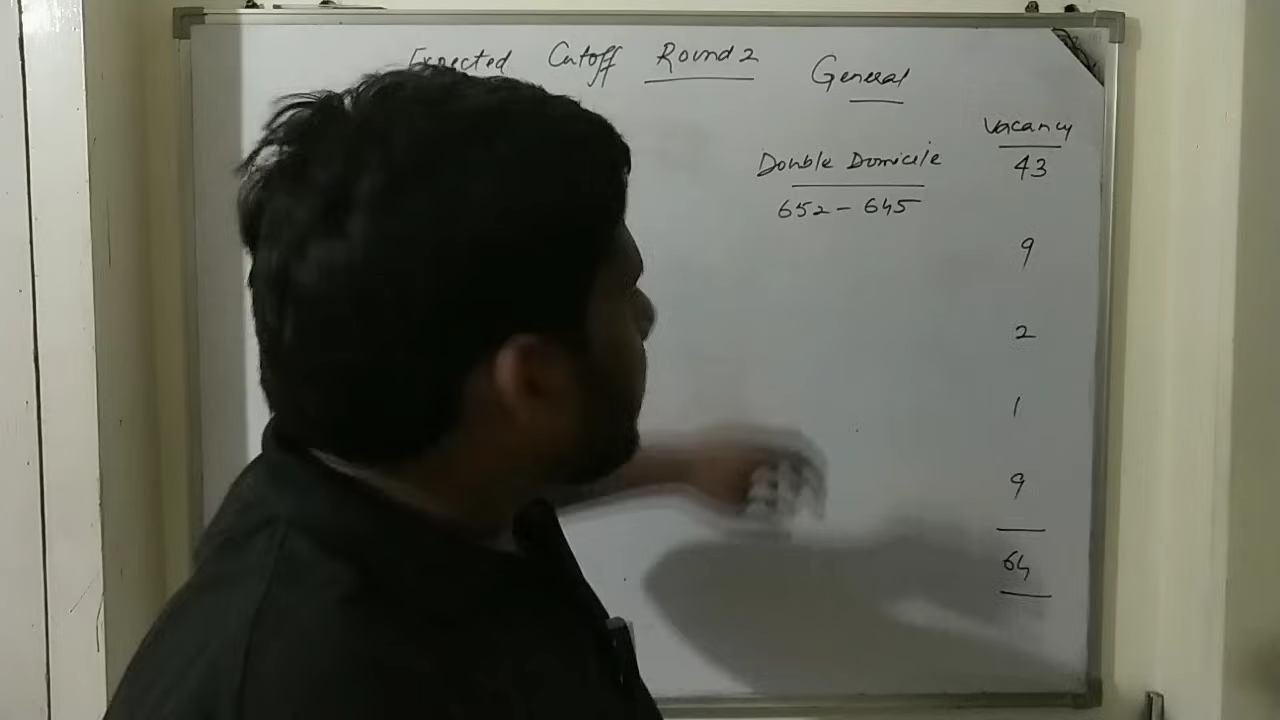 Expected Cutoff Round 2 General
Vacancy
Double Domicile 43
652 - 645
9
2
1
9
64